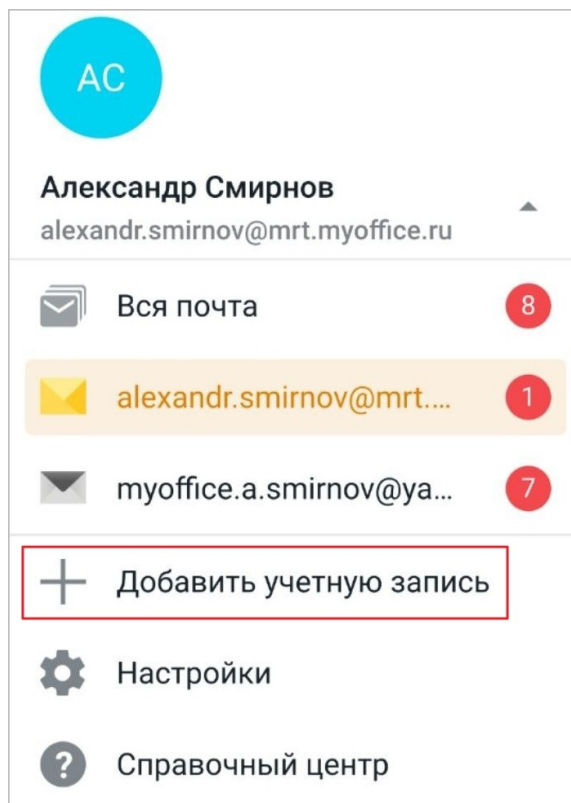 АС
Александр Смирнов
alexandr.smirnov@mrt.myoffice.ru
Вся почта 8
alexandr.smirnov@mrt.... 1
myoffice.a.smirnov@ya... 7
Добавить учетную запись
Настройки
? Справочный центр